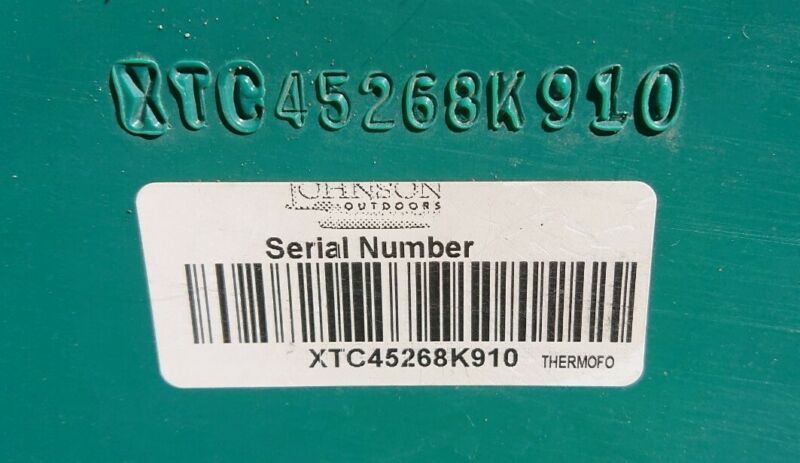 XTC45268K910
JOHNSON
OUTDOORS
Serial Number
XTC45268K910 THERMOFO